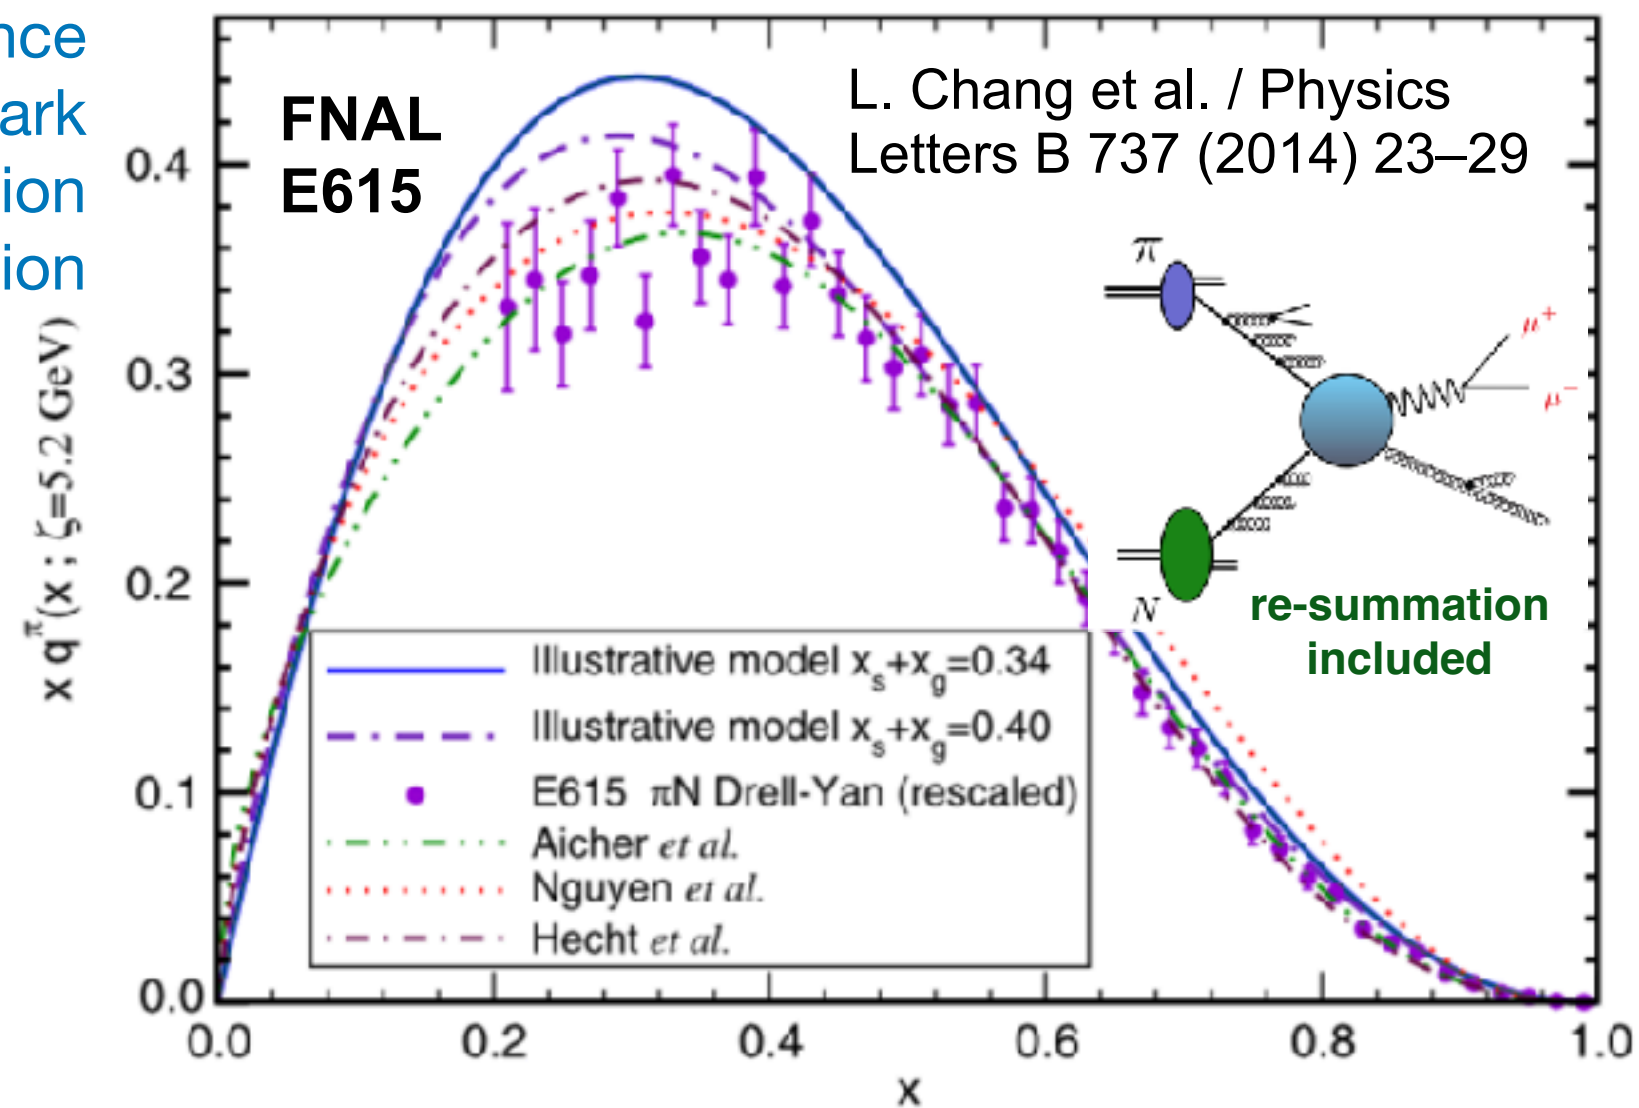 nce
ark
ion
ion
FNAL
E615
L. Chang et al. / Physics
Letters B 737 (2014) 23–29
x q^π(x ; ζ=5.2 GeV)
0.4
0.3
0.2
0.1
0.0
π
μ⁺
μ⁻
N
re-summation
included
Illustrative model x_s+x_g=0.34
Illustrative model x_s+x_g=0.40
E615 πN Drell-Yan (rescaled)
Aicher et al.
Nguyen et al.
Hecht et al.
0.0 0.2 0.4 0.6 0.8 1.0
x